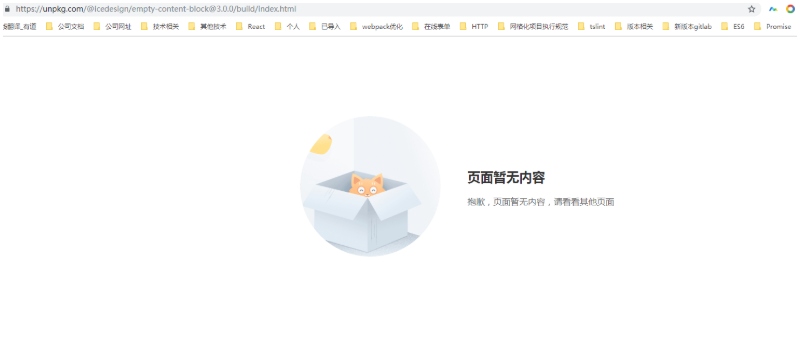 https://unpkg.com/@icedesign/empty-content-block@3.0.0/build/index.html
翻译_有道 公司文档 公司网址 技术相关 其他技术 React 个人 已导入 webpack优化 在线表单 HTTP 网格化项目执行规范 tslint 版本相关 新版本gitlab ES6 Promise
页面暂无内容
抱歉，页面暂无内容，请看看其他页面